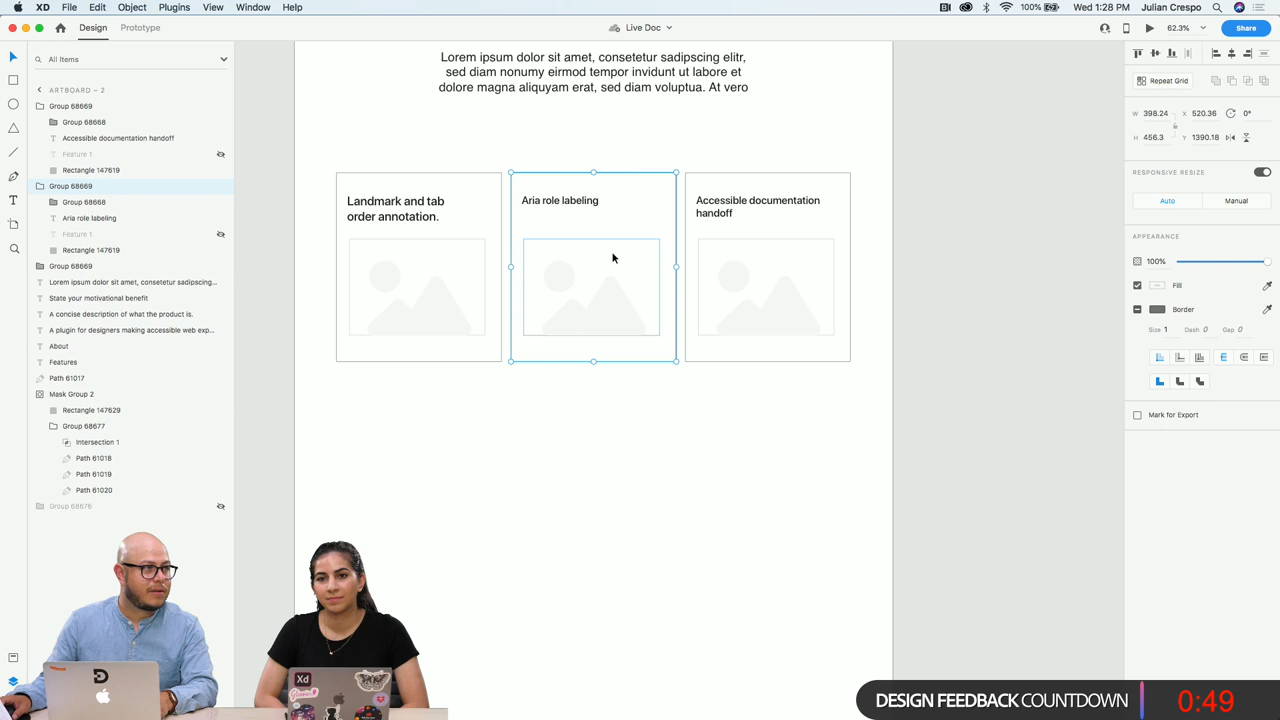 XD File Edit Object Plugins View Window Help
100% Wed 1:28 PM Julian Crespo
Design Prototype
Live Doc
62.3%
Share
All Items
ARTBOARD – 2
Group 68669
Group 68668
Accessible documentation handoff
Feature 1
Rectangle 147619
Group 68669
Group 68668
Aria role labeling
Feature 1
Rectangle 147619
Group 68669
Lorem ipsum dolor sit amet, consetetur sadipscing...
State your motivational benefit
A concise description of what the product is.
A plugin for designers making accessible web exp...
About
Features
Path 61017
Mask Group 2
Rectangle 147629
Group 68677
Intersection 1
Path 61018
Path 61019
Path 61020
Group 68676
Lorem ipsum dolor sit amet, consetetur sadipscing elitr,
sed diam nonumy eirmod tempor invidunt ut labore et
dolore magna aliquyam erat, sed diam voluptua. At vero
Landmark and tab
order annotation.
Aria role labeling
Accessible documentation
handoff
Repeat Grid
W 398.24 X 520.36 0°
H 456.3 Y 1390.18
RESPONSIVE RESIZE
Auto Manual
APPEARANCE
100%
Fill
Border
Size 1 Dash 0 Gap 0
Mark for Export
Xd
DESIGN FEEDBACK COUNTDOWN 0:49